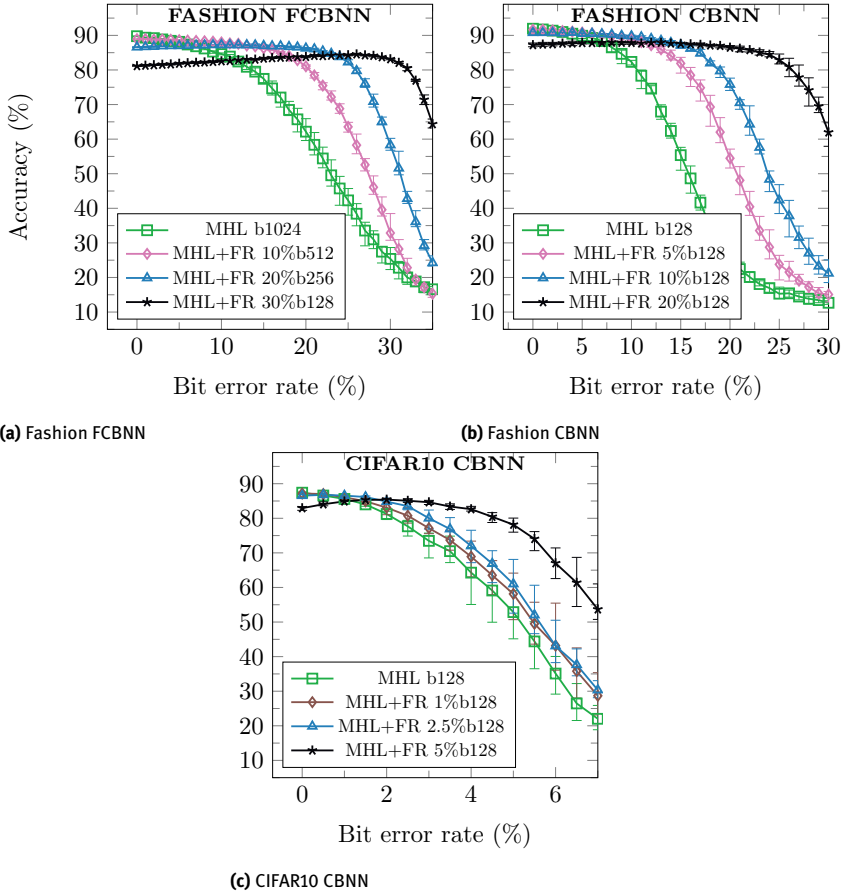 FASHION FCBNN
90
80
70
60
50
40
30
20
10
Accuracy (%)
MHL b1024
MHL+FR 10%b512
MHL+FR 20%b256
MHL+FR 30%b128
0 10 20 30
Bit error rate (%)
(a) Fashion FCBNN
FASHION CBNN
90
80
70
60
50
40
30
20
10
MHL b128
MHL+FR 5%b128
MHL+FR 10%b128
MHL+FR 20%b128
0 5 10 15 20 25 30
Bit error rate (%)
(b) Fashion CBNN
CIFAR10 CBNN
90
80
70
60
50
40
30
20
10
MHL b128
MHL+FR 1%b128
MHL+FR 2.5%b128
MHL+FR 5%b128
0 2 4 6
Bit error rate (%)
(c) CIFAR10 CBNN